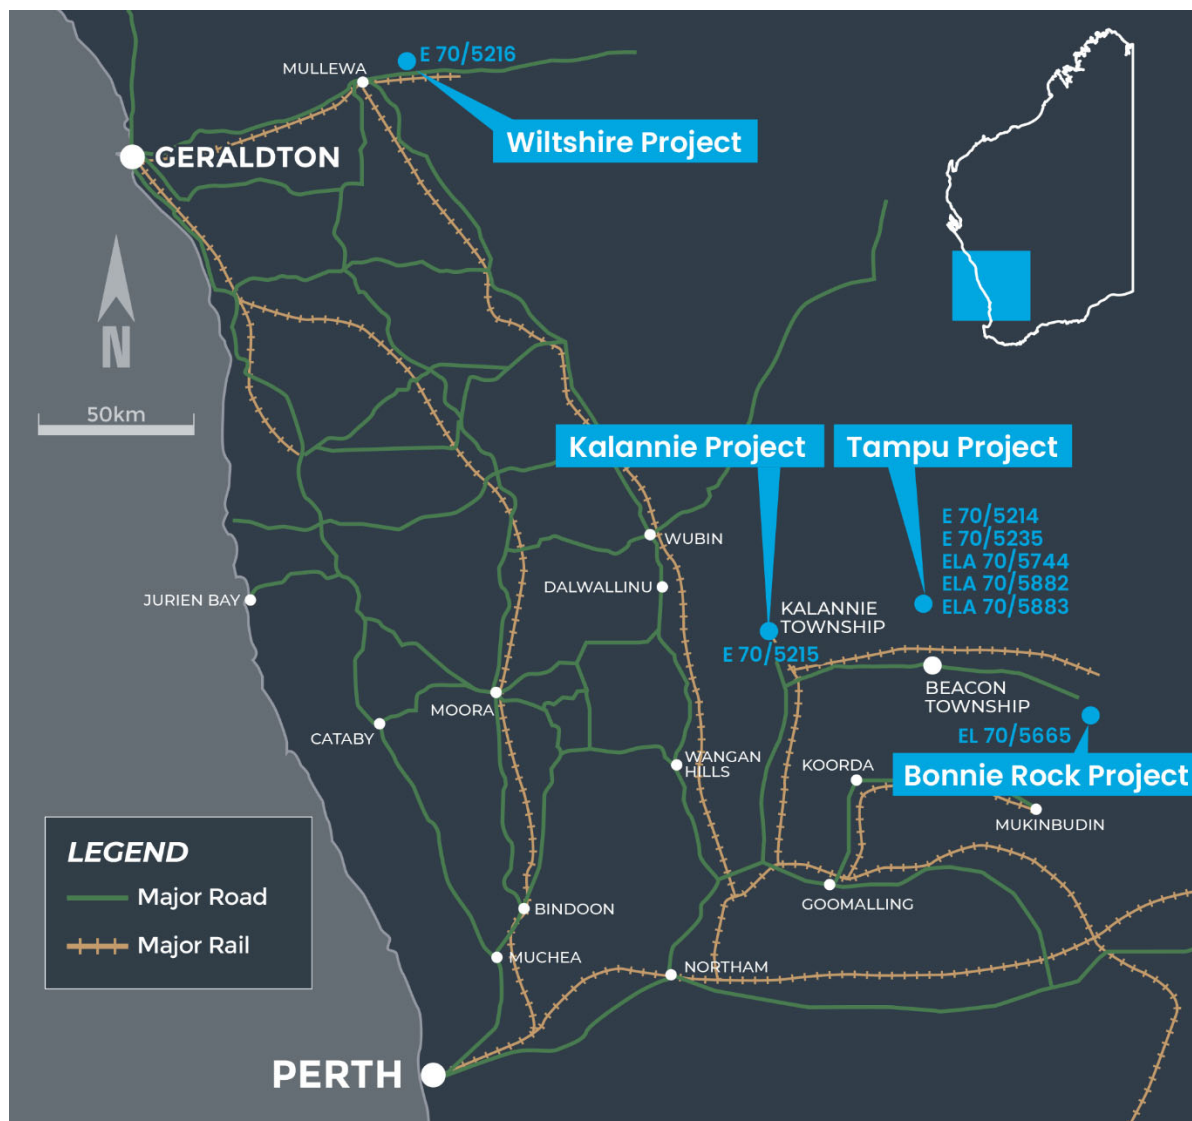 E 70/5216
MULLEWA
Wiltshire Project
GERALDTON
N
50km
Kalannie Project
Tampu Project
E 70/5214
E 70/5235
ELA 70/5744
ELA 70/5882
ELA 70/5883
WUBIN
DALWALLINU
JURIEN BAY
KALANNIE
TOWNSHIP
E 70/5215
BEACON
TOWNSHIP
MOORA
CATABY
EL 70/5665
WANGAN
HILLS
KOORDA
Bonnie Rock Project
MUKINBUDIN
LEGEND
Major Road
Major Rail
GOOMALLING
BINDOON
MUCHEA
NORTHAM
PERTH